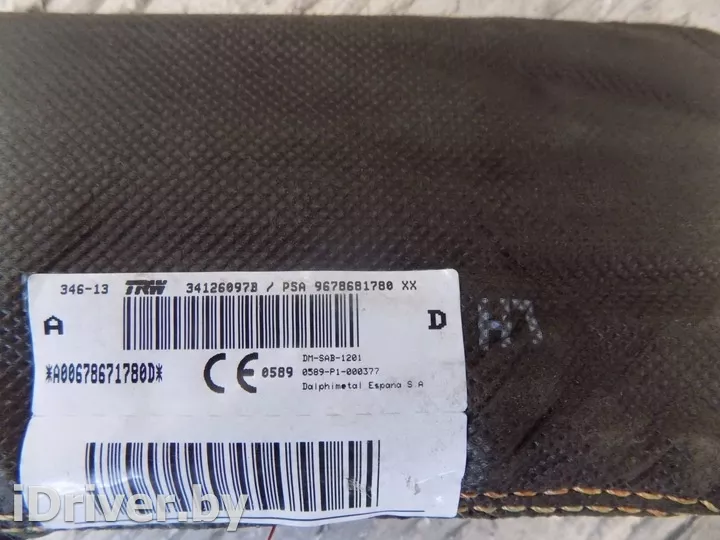 346-13 TRW 34126097B / PSA 9678681780 XX
A D
*A00678671780D* CE 0589 DM-SAB-1201
0589-P1-000377
Dalphimetal Espana S.A
iDriver.by